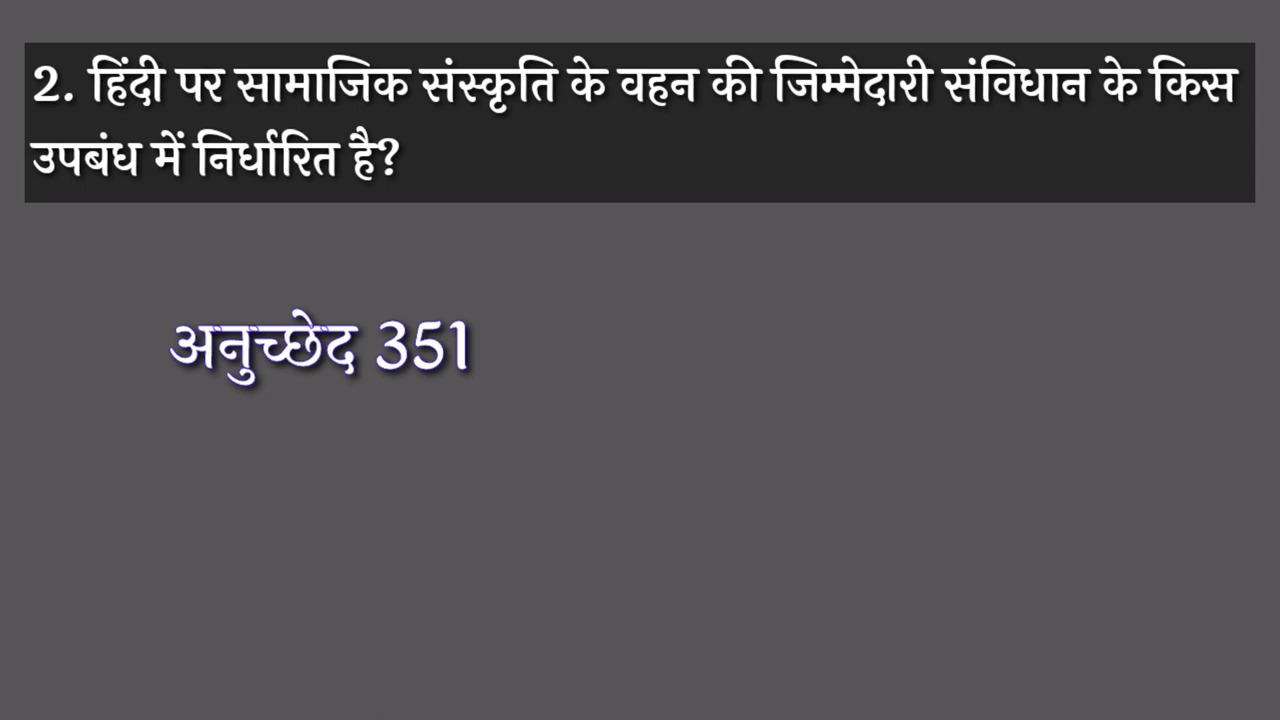 2. हिंदी पर सामाजिक संस्कृति के वहन की जिम्मेदारी संविधान के किस
उपबंध में निर्धारित है?
अनुच्छेद 351